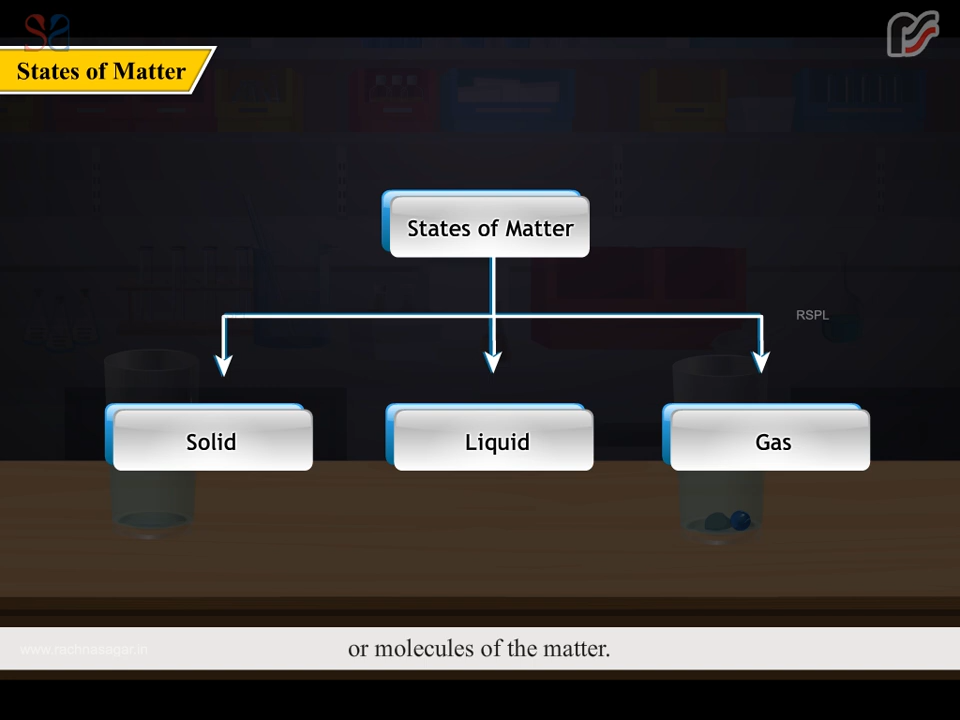 States of Matter
States of Matter
RSPL
Solid
Liquid
Gas
www.rachnasagar.in
or molecules of the matter.